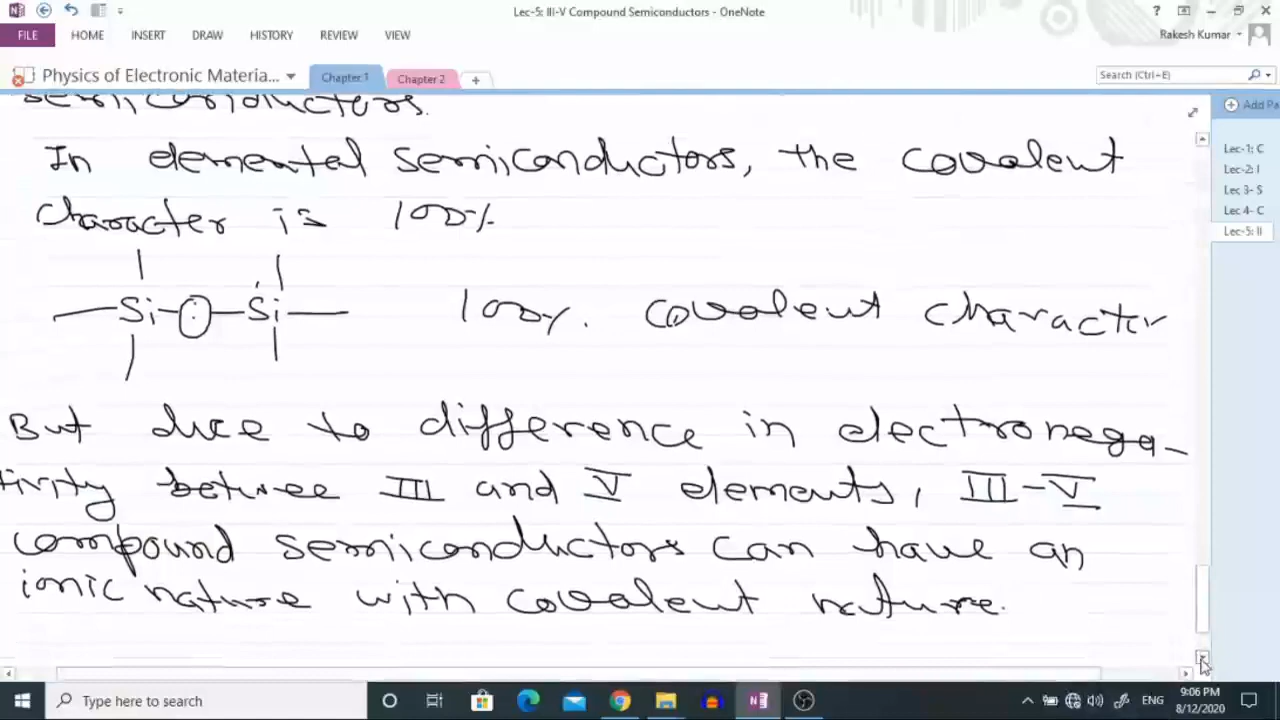 Lec-5: III-V Compound Semiconductors - OneNote
FILE HOME INSERT DRAW HISTORY REVIEW VIEW
Rakesh Kumar
Physics of Electronic Materia... Chapter 1 Chapter 2 +
Search (Ctrl+E)
Add Pa
Lec-1: C
Lec-2: I
Lec 3- S
Lec 4- C
Lec-5: II
semiconductors.
In elemental semiconductors, the covalent
character is 100%
Si : Si 100%. covalent character
But due to difference in electronega-
tivity betwee III and V elements, III-V
compound semiconductors can have an
ionic nature with covalent nature.
Type here to search
ENG
9:06 PM
8/12/2020